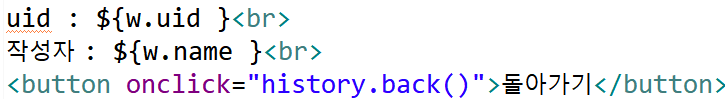 uid : ${w.uid }<br>
작성자 : ${w.name }<br>
<button onclick="history.back()">돌아가기</button>